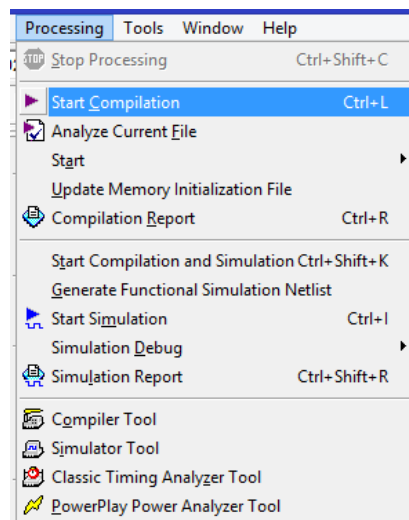 Processing Tools Window Help
STOP Stop Processing Ctrl+Shift+C
Start Compilation Ctrl+L
Analyze Current File
Start
Update Memory Initialization File
Compilation Report Ctrl+R
Start Compilation and Simulation Ctrl+Shift+K
Generate Functional Simulation Netlist
Start Simulation Ctrl+I
Simulation Debug
Simulation Report Ctrl+Shift+R
Compiler Tool
Simulator Tool
Classic Timing Analyzer Tool
PowerPlay Power Analyzer Tool